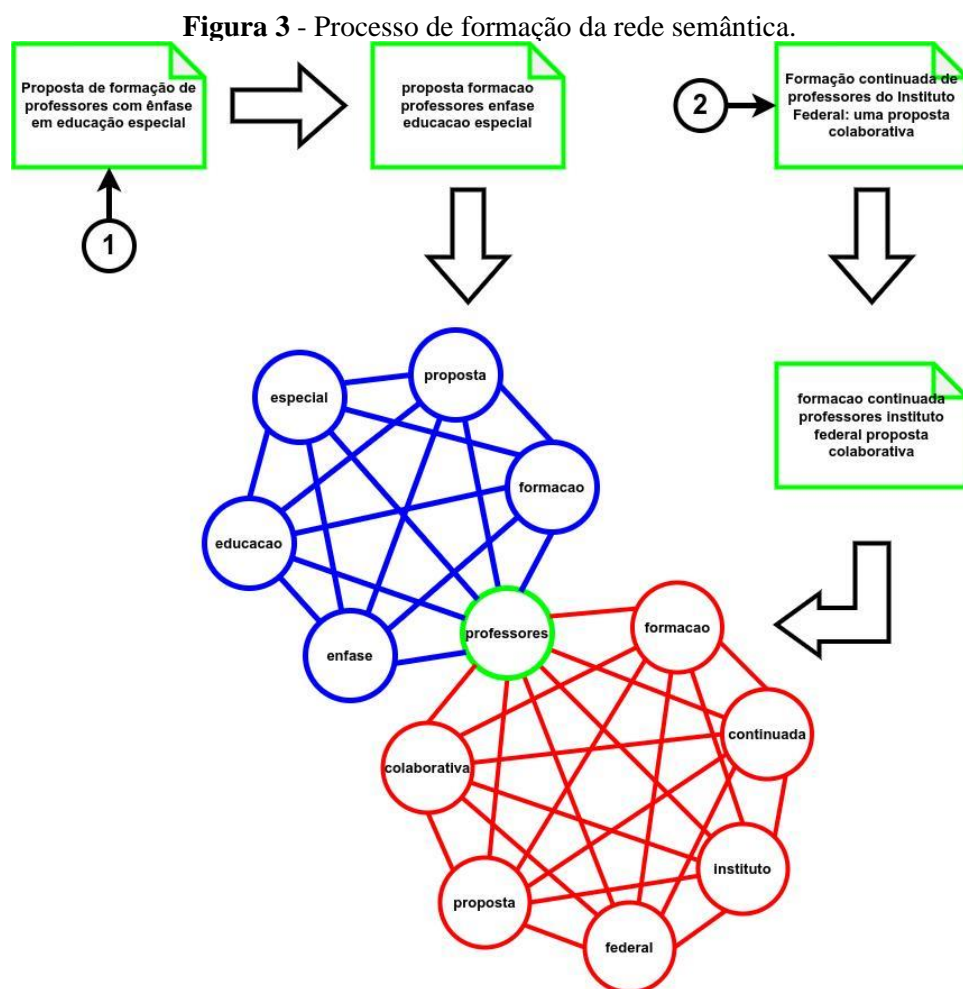 Figura 3 - Processo de formação da rede semântica.
Proposta de formação de
professores com ênfase
em educação especial
proposta formacao
professores enfase
educacao especial
2
Formação continuada de
professores do Instituto
Federal: uma proposta
colaborativa
1
proposta
especial
formacao
educacao
enfase
professores
formacao continuada
professores instituto
federal proposta
colaborativa
formacao
continuada
colaborativa
instituto
proposta
federal